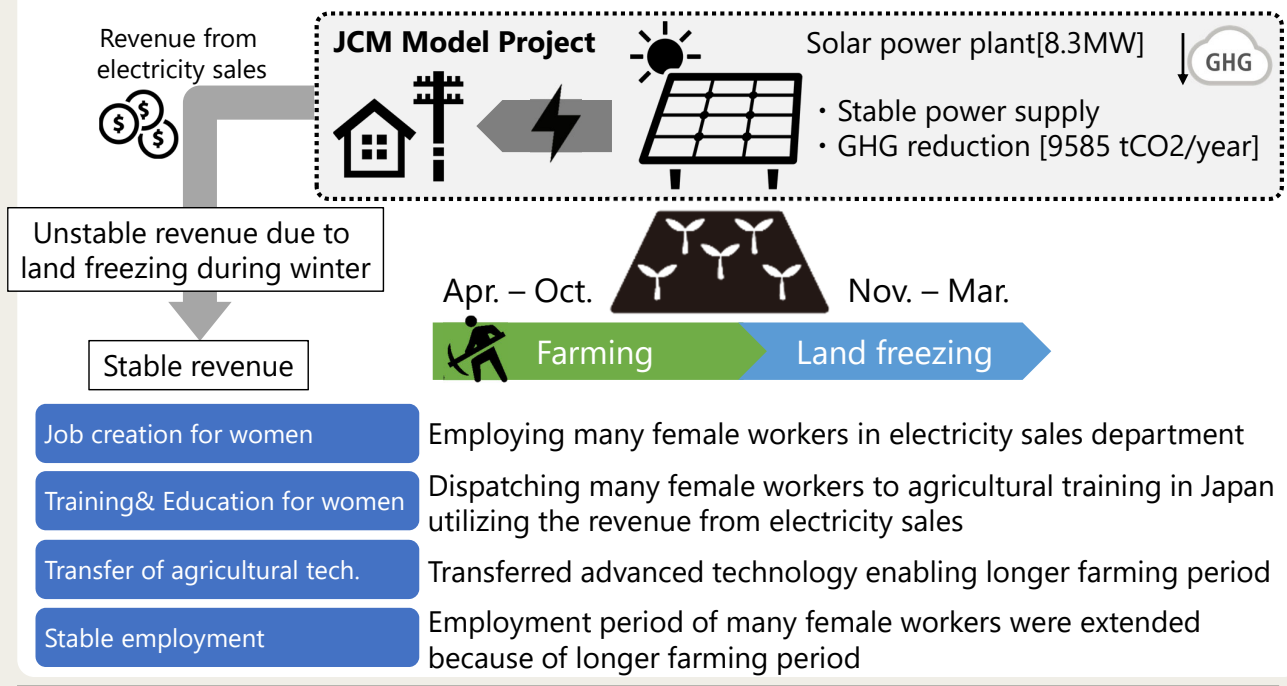 Revenue from
electricity sales
$
$
$
JCM Model Project
Solar power plant[8.3MW]
GHG
・Stable power supply
・GHG reduction [9585 tCO2/year]
Unstable revenue due to
land freezing during winter
Stable revenue
Apr. – Oct.
Nov. – Mar.
Farming
Land freezing
Job creation for women
Employing many female workers in electricity sales department
Training& Education for women
Dispatching many female workers to agricultural training in Japan
utilizing the revenue from electricity sales
Transfer of agricultural tech.
Transferred advanced technology enabling longer farming period
Stable employment
Employment period of many female workers were extended
because of longer farming period